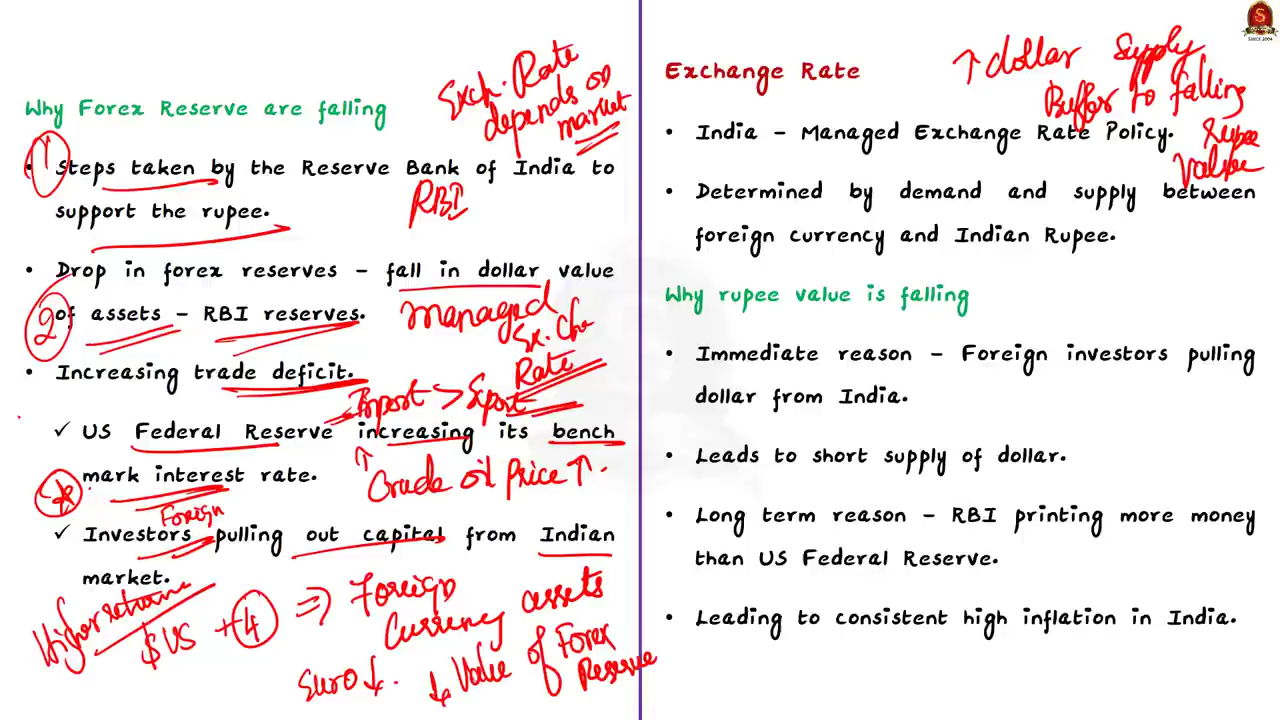 Why Forex Reserve are falling
Exch. Rate
depends on
market
• Steps taken by the Reserve Bank of India to
1
support the rupee.
RBI
• Drop in forex reserves – fall in dollar value
of assets – RBI reserves.
2
managed
Ex. Che
Rate
• Increasing trade deficit.
Import > Export
✓ US Federal Reserve increasing its bench
mark interest rate.
↑ Crude oil Price ↑.
Foreign
✓ Investors pulling out capital from Indian
market.
Higher returns
$ US + 4 ⇒ Foreign
Currency assets
Euro ↓. ↓ Value of Forex
Reserve
Exchange Rate
↑ dollar supply
Buffer to falling
rupee
value
• India – Managed Exchange Rate Policy.
• Determined by demand and supply between
foreign currency and Indian Rupee.
Why rupee value is falling
• Immediate reason – Foreign investors pulling
dollar from India.
• Leads to short supply of dollar.
• Long term reason – RBI printing more money
than US Federal Reserve.
• Leading to consistent high inflation in India.
S
SINCE 2004